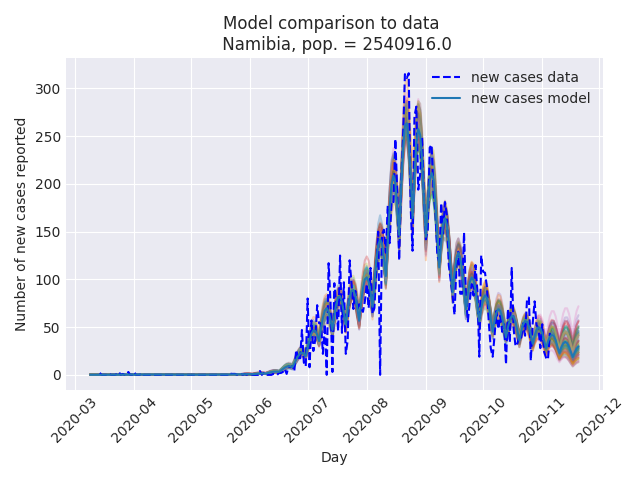 Model comparison to data
Namibia, pop. = 2540916.0
new cases data
new cases model
Number of new cases reported
300
250
200
150
100
50
0
2020-03
2020-04
2020-05
2020-06
2020-07
2020-08
2020-09
2020-10
2020-11
2020-12
Day